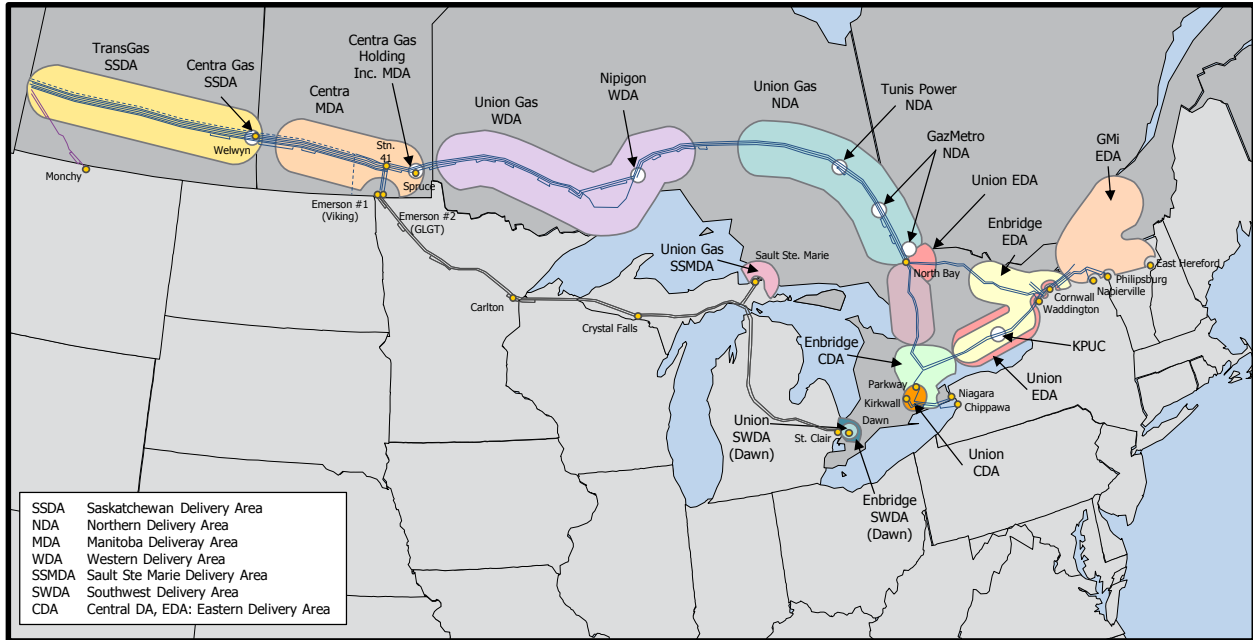 TransGas
SSDA
Centra Gas
SSDA
Centra
MDA
Centra Gas
Holding
Inc. MDA
Union Gas
WDA
Nipigon
WDA
Union Gas
NDA
Tunis Power
NDA
GazMetro
NDA
Union EDA
Enbridge
EDA
GMi
EDA
Welwyn
Monchy
Stn.
41
Spruce
Emerson #1
(Viking)
Emerson #2
(GLGT)
Carlton
Crystal Falls
Union Gas
SSMDA
Sault Ste. Marie
North Bay
East Hereford
Philipsburg
Napierville
Cornwall
Waddington
KPUC
Union
EDA
Enbridge
CDA
Parkway
Kirkwall
Niagara
Chippawa
Union
CDA
Dawn
St. Clair
Union
SWDA
(Dawn)
Enbridge
SWDA
(Dawn)
SSDA Saskatchewan Delivery Area
NDA Northern Delivery Area
MDA Manitoba Deliveray Area
WDA Western Delivery Area
SSMDA Sault Ste Marie Delivery Area
SWDA Southwest Delivery Area
CDA Central DA, EDA: Eastern Delivery Area